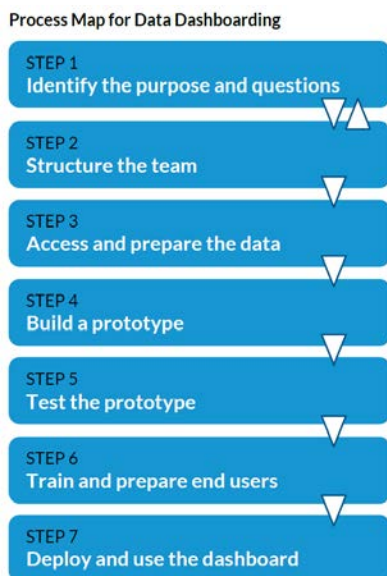 Process Map for Data Dashboarding
STEP 1
Identify the purpose and questions
STEP 2
Structure the team
STEP 3
Access and prepare the data
STEP 4
Build a prototype
STEP 5
Test the prototype
STEP 6
Train and prepare end users
STEP 7
Deploy and use the dashboard